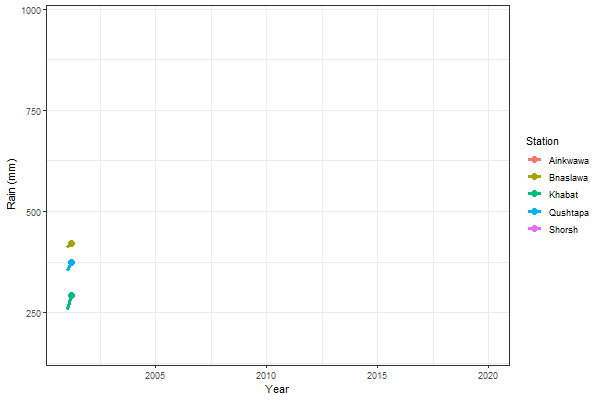 1000
750
500
250
Rain (mm)
2005 2010 2015 2020
Year
Station
Ainkwawa
Bnaslawa
Khabat
Qushtapa
Shorsh